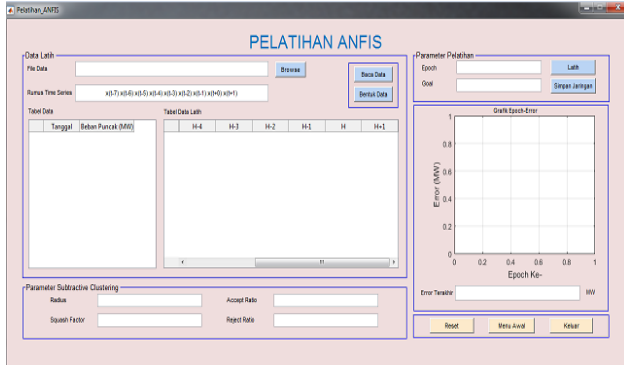 Pelatihan_ANFIS
PELATIHAN ANFIS
Data Latih
File Data
Browse
Baca Data
Rumus Time Series
x(t-7) x(t-6) x(t-5) x(t-4) x(t-3) x(t-2) x(t-1) x(t+0) x(t+1)
Bentuk Data
Tabel Data
Tanggal Beban Puncak (MW)
Tabel Data Latih
H-4 H-3 H-2 H-1 H H+1
Parameter Subtractive Clustering
Radius
Accept Ratio
Squash Factor
Reject Ratio
Parameter Pelatihan
Epoch
Latih
Goal
Simpan Jaringan
Grafik Epoch-Error
1
0.8
0.6
0.4
0.2
0
Error (MW)
0 0.2 0.4 0.6 0.8 1
Epoch Ke-
Error Terakhir
MW
Reset Menu Awal Keluar